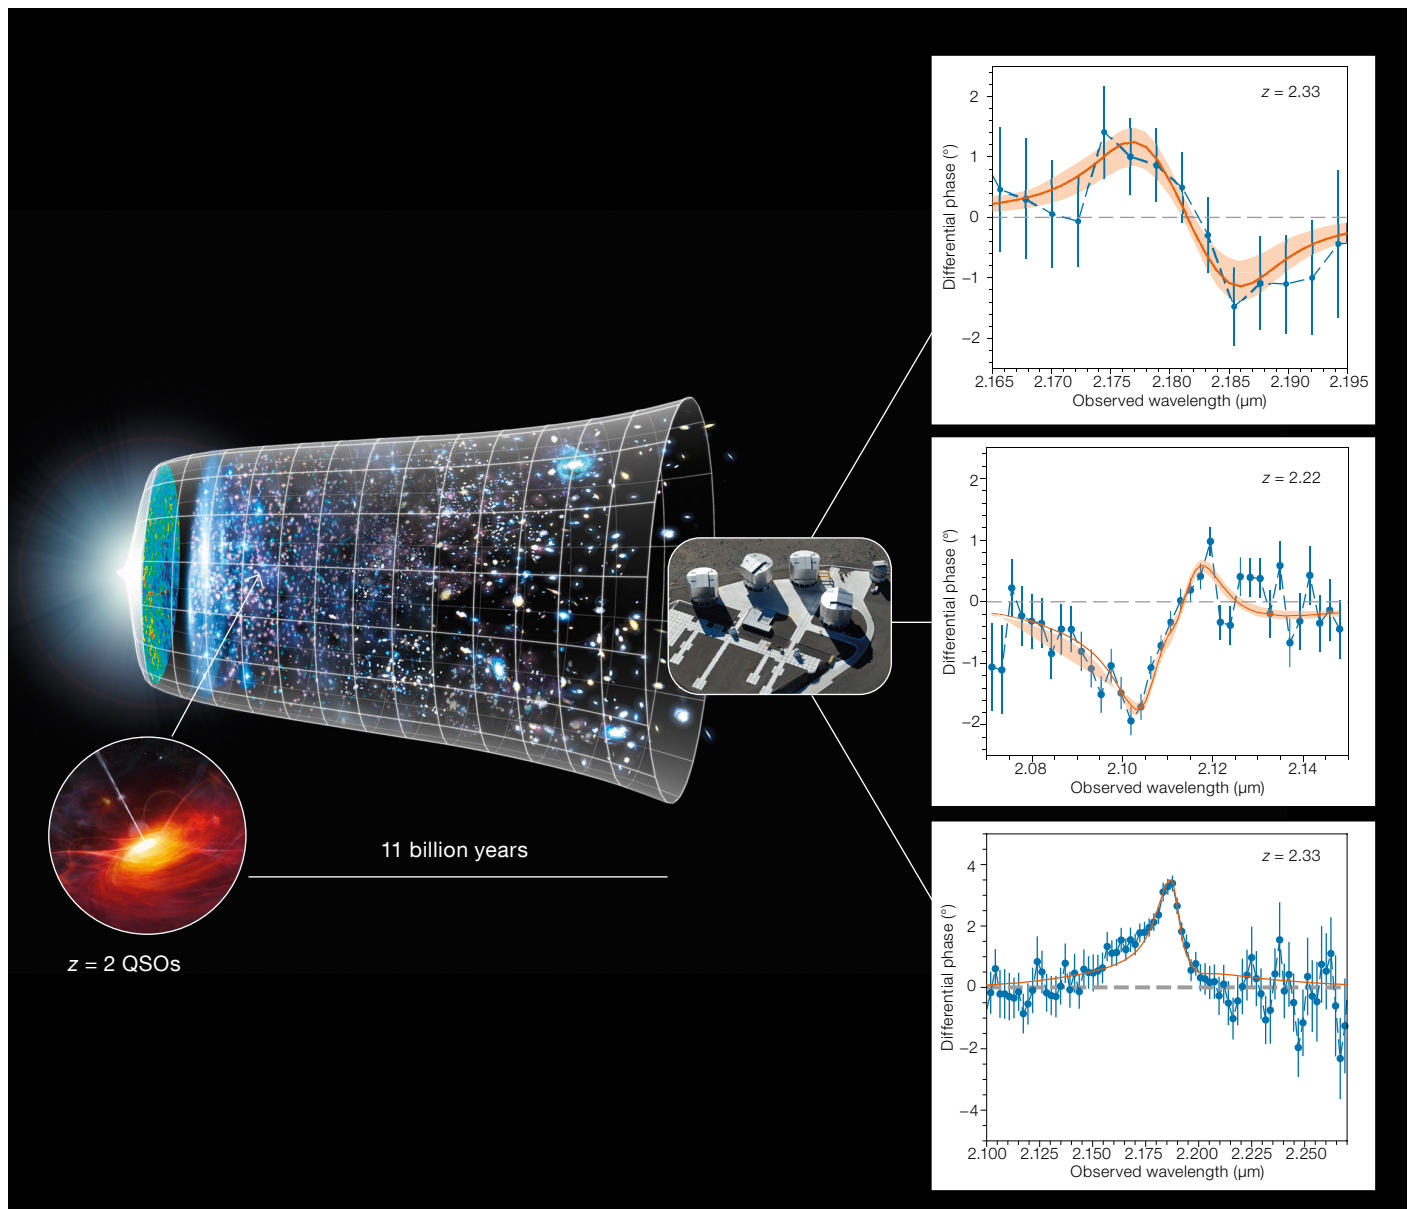 z = 2.33
2
1
0
−1
−2
Differential phase (°)
2.165 2.170 2.175 2.180 2.185 2.190 2.195
Observed wavelength (µm)
z = 2.22
2
1
0
−1
−2
Differential phase (°)
2.08 2.10 2.12 2.14
Observed wavelength (µm)
z = 2.33
4
2
0
−2
−4
Differential phase (°)
2.100 2.125 2.150 2.175 2.200 2.225 2.250
Observed wavelength (µm)
11 billion years
z = 2 QSOs